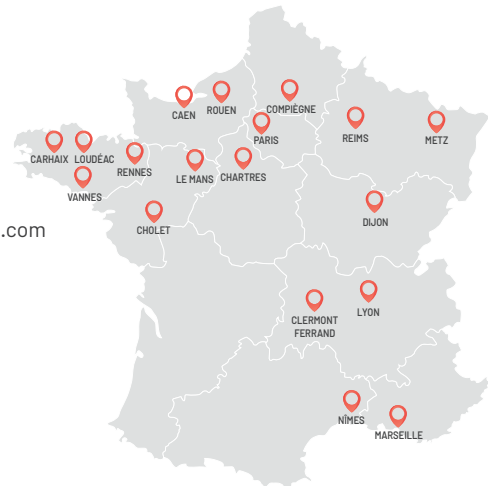 CAEN
ROUEN
COMPIÈGNE
PARIS
REIMS
METZ
CARHAIX
LOUDÉAC
RENNES
LE MANS
CHARTRES
VANNES
CHOLET
.com
DIJON
CLERMONT
FERRAND
LYON
NÎMES
MARSEILLE